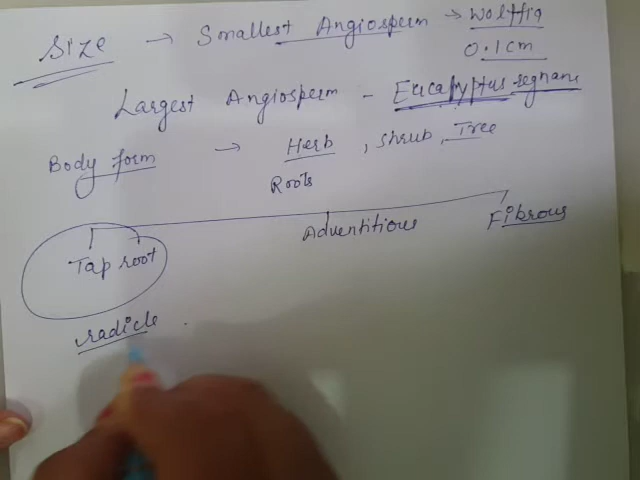 Size → Smallest Angiosperm → Wolffia
0.1cm
Largest Angiosperm - Eucalyptus regnans
Body form → Herb, Shrub, Tree
Roots
Tap root Adventitious Fibrous
radicle